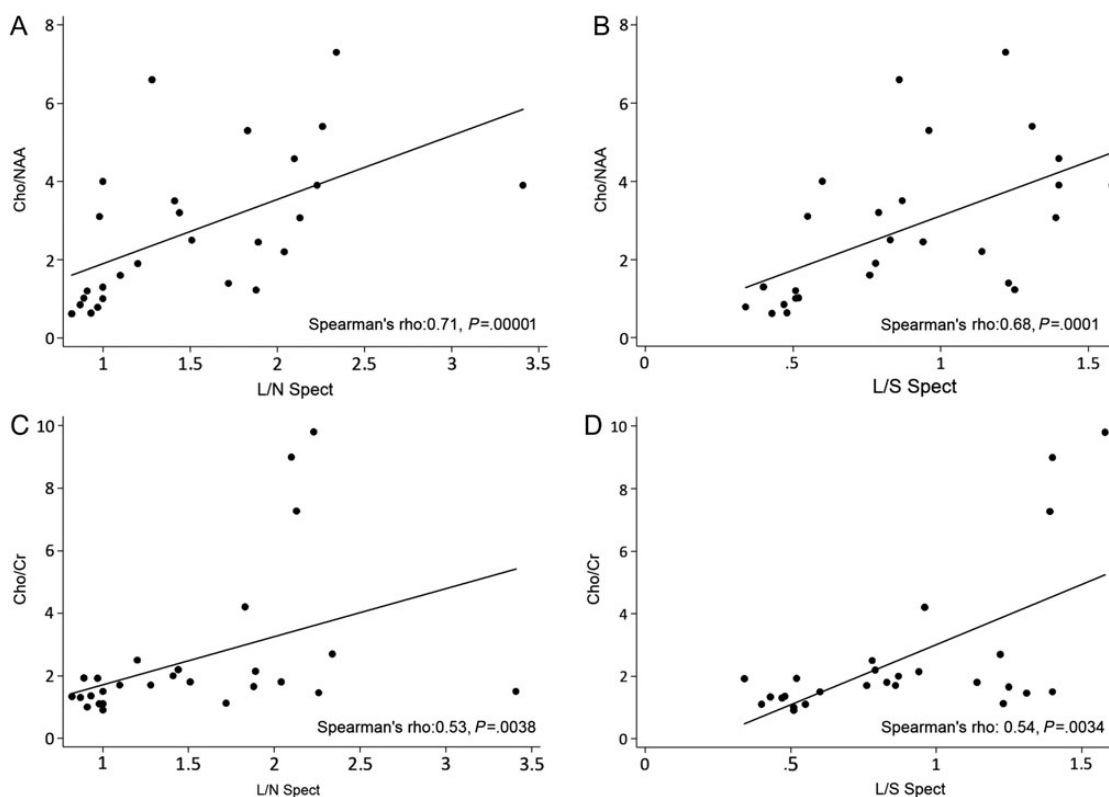 A
8
6
4
2
0
Cho/NAA
1
1.5
2
2.5
3
3.5
L/N Spect
Spearman's rho:0.71, P=.00001
B
8
6
4
2
0
Cho/NAA
0
.5
1
1.5
L/S Spect
Spearman's rho:0.68, P=.0001
C
10
8
6
4
2
0
Cho/Cr
1
1.5
2
2.5
3
3.5
L/N Spect
Spearman's rho:0.53, P=.0038
D
10
8
6
4
2
0
Cho/Cr
0
.5
1
1.5
L/S Spect
Spearman's rho: 0.54, P=.0034